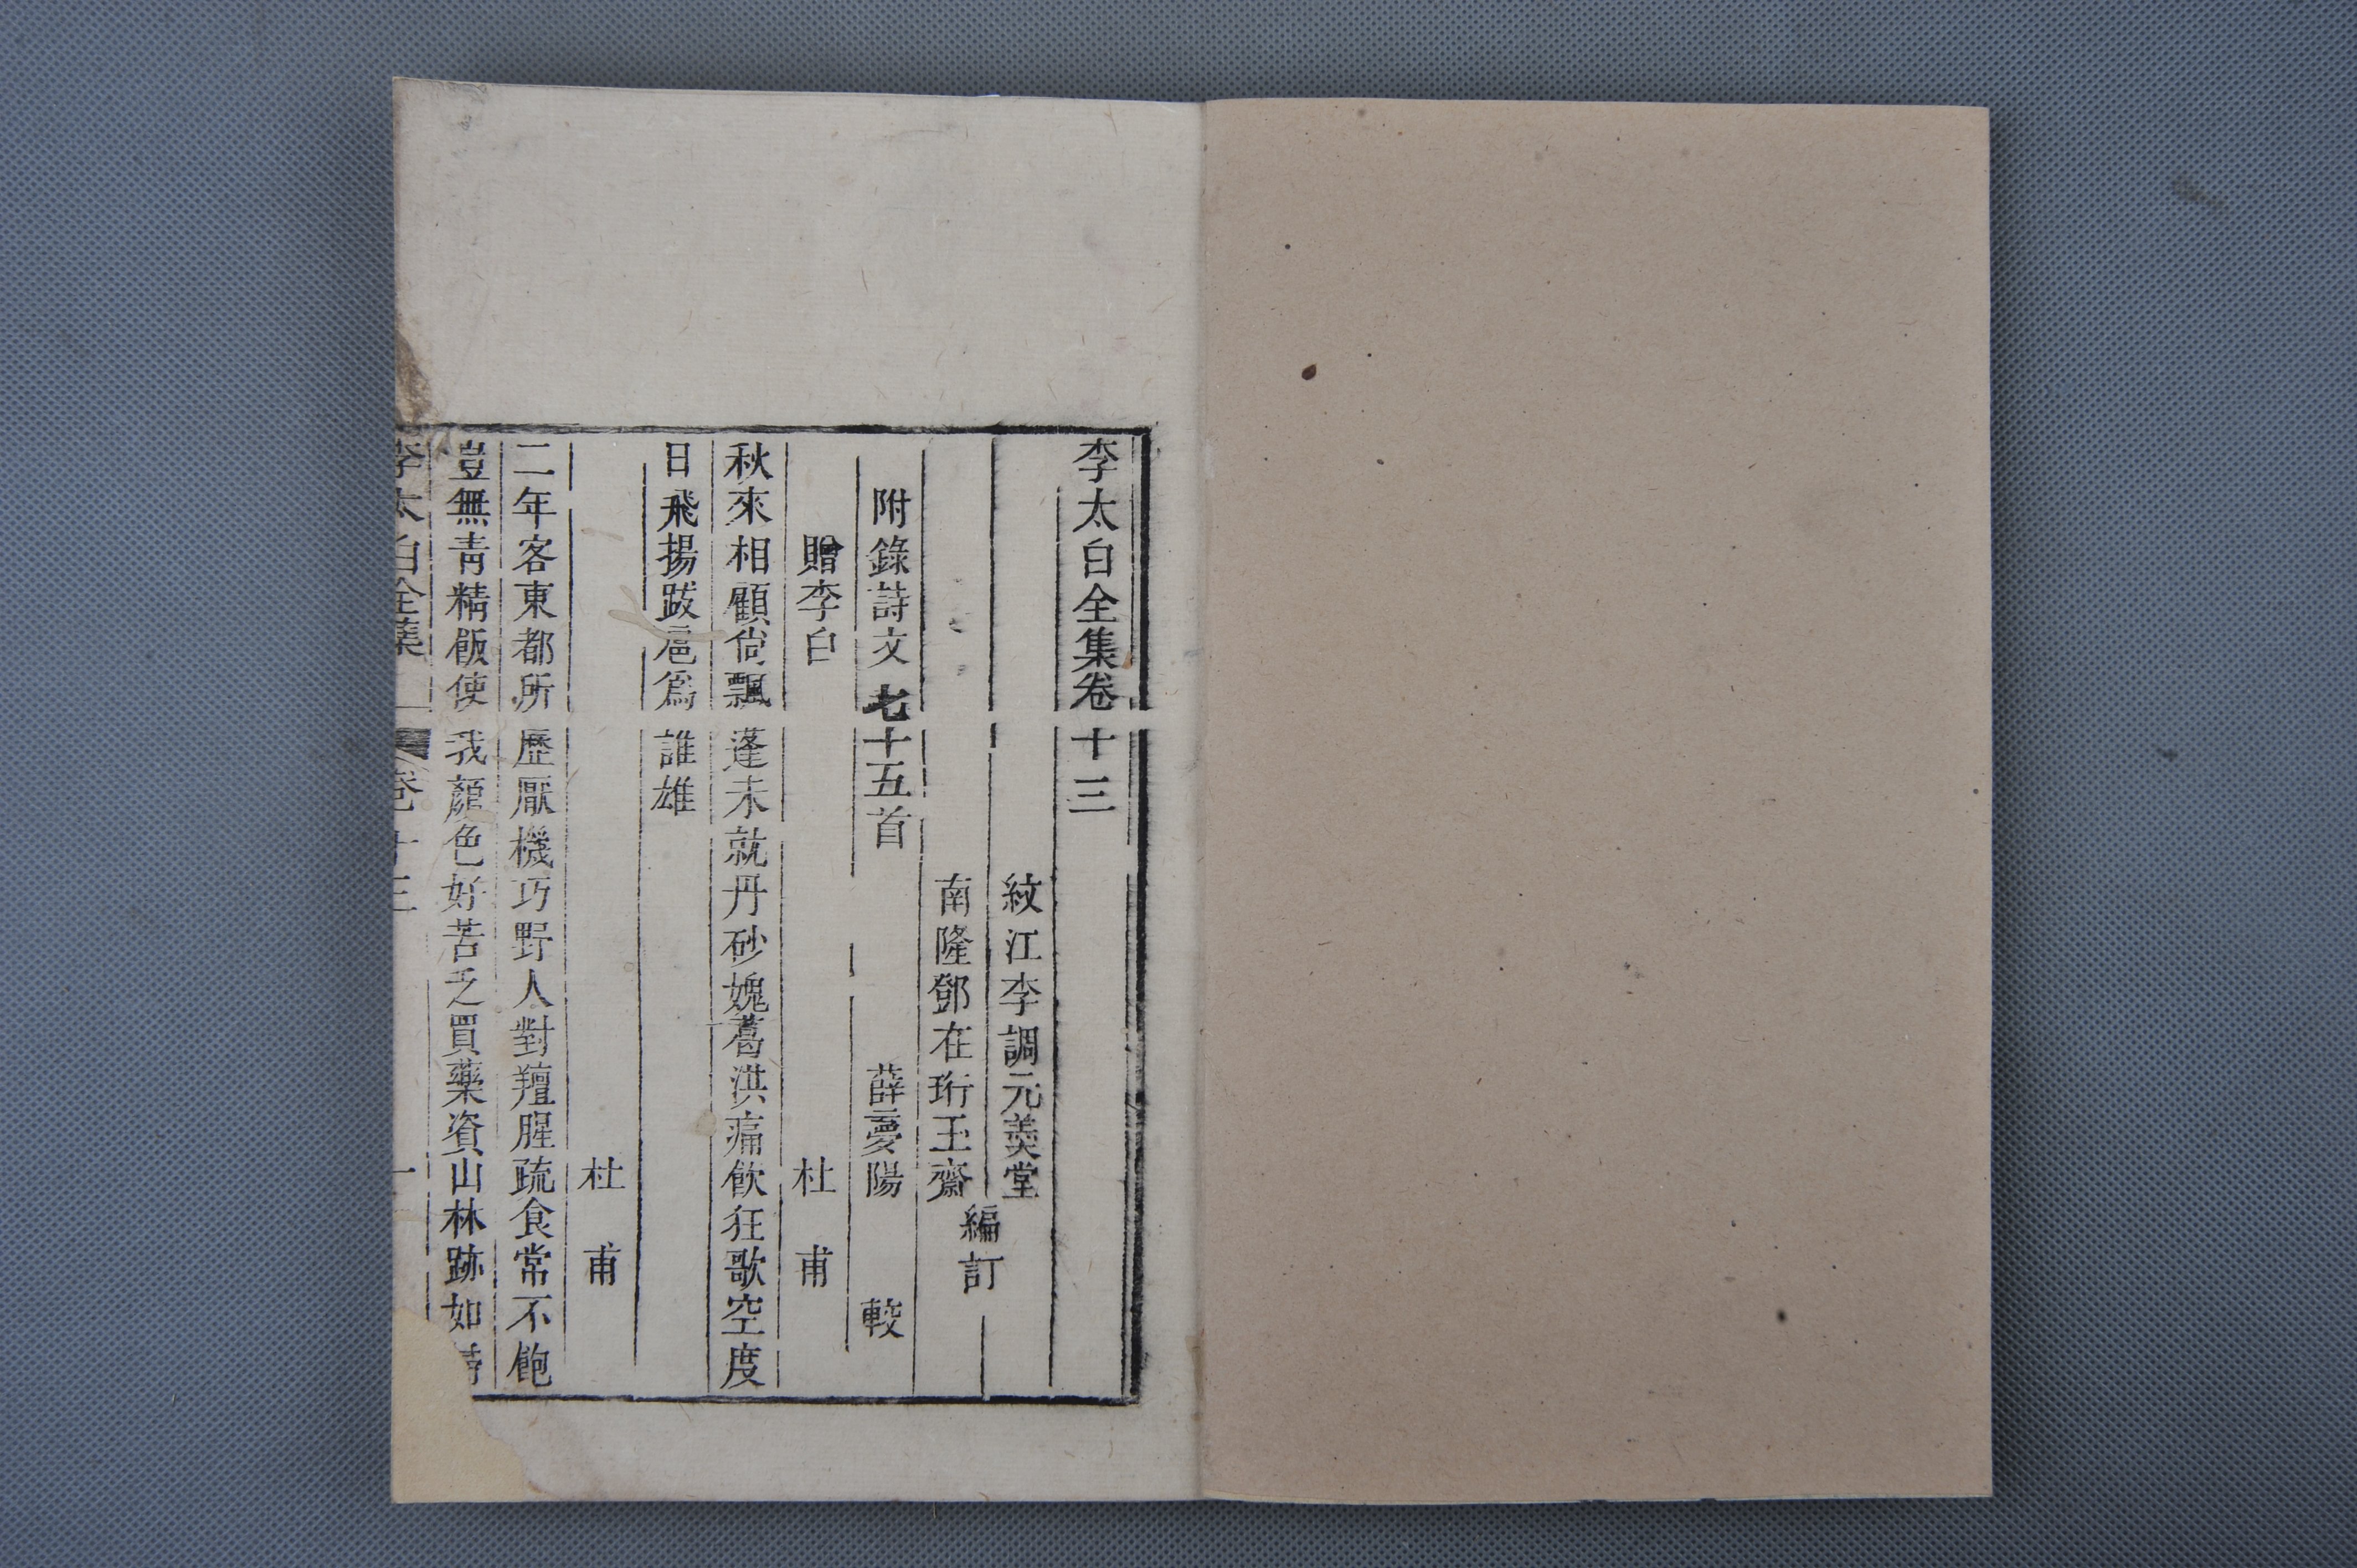 李太白全集卷十三
紋江李調元羹堂
南隆鄧在珩玉齋
編訂
附錄詩文七十五首 薛夢陽 較
贈李白 杜甫
秋來相顧尙飄蓬未就丹砂媿葛洪痛飲狂歌空度
日飛揚跋扈爲誰雄
杜甫
二年客東都所歷厭機巧野人對羶腥疏食常不飽
豈無青精飯使我顏色好苦乏買藥資山林跡如
李太白全集 卷十三 一